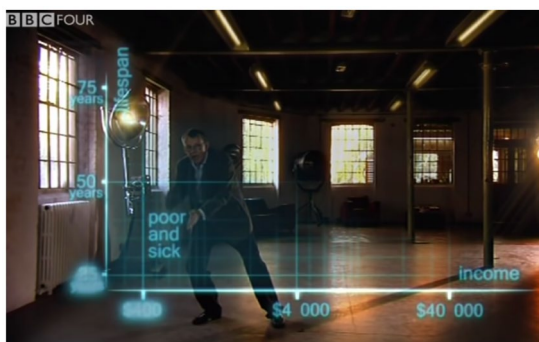 BBC FOUR
lifespan
75
years
50
years
poor
and
sick
income
$400
$4 000
$40 000